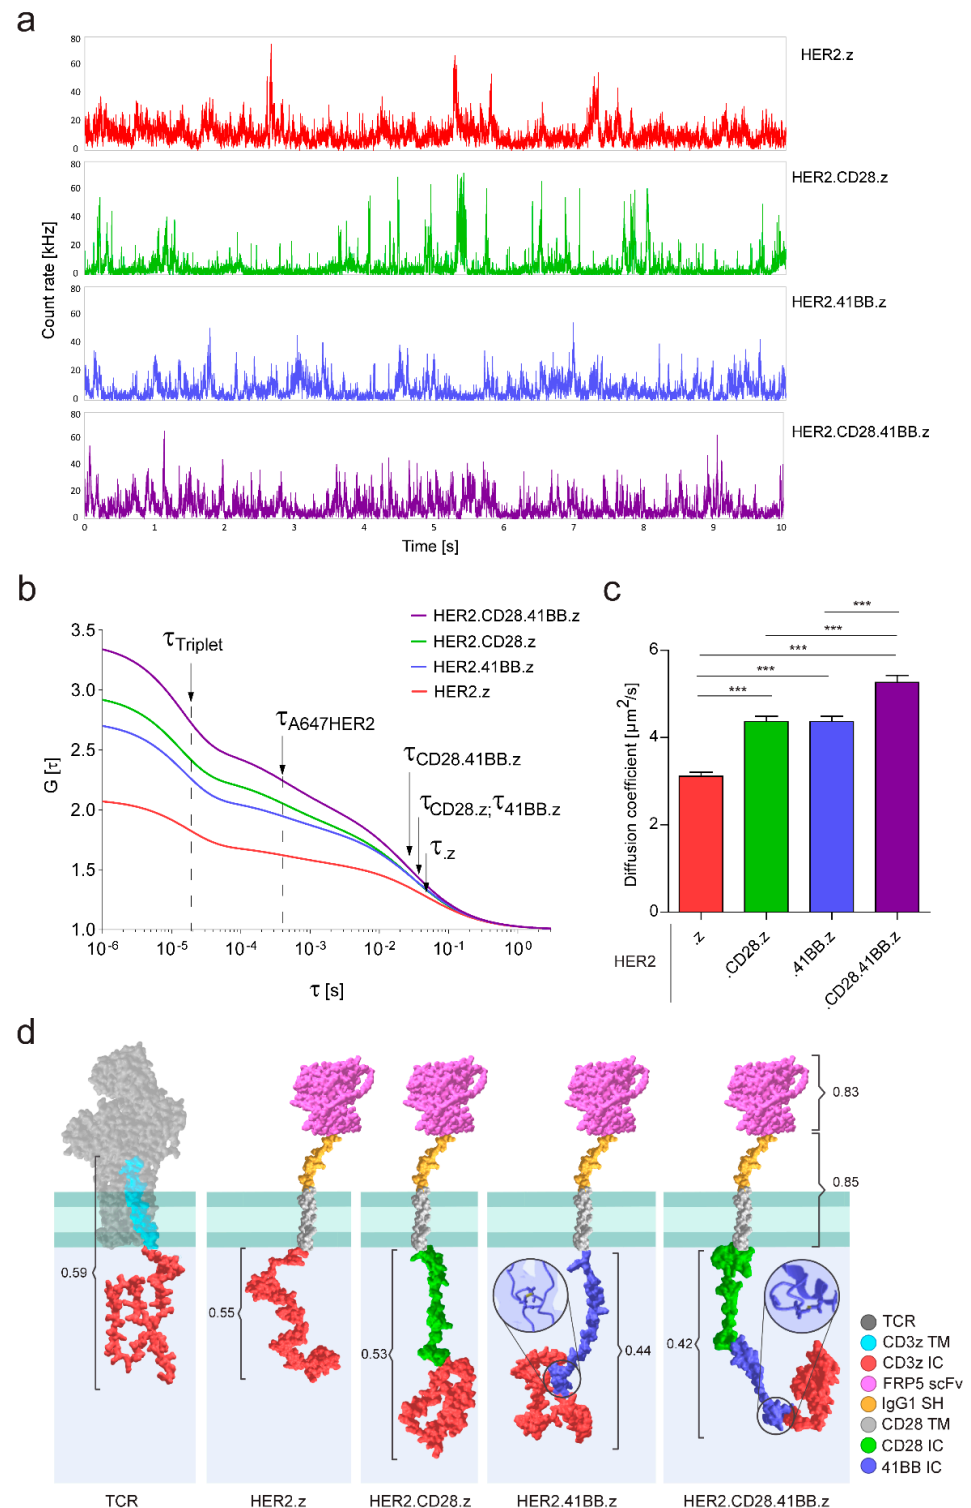 a
Count rate [kHz]
80
60
40
20
0
HER2.z
80
60
40
20
0
HER2.CD28.z
80
60
40
20
0
HER2.41BB.z
80
60
40
20
0
HER2.CD28.41BB.z
0 1 2 3 4 5 6 7 8 9 10
Time [s]
b
G [τ]
3.5
3.0
2.5
2.0
1.5
1.0
10⁻⁶ 10⁻⁵ 10⁻⁴ 10⁻³ 10⁻² 10⁻¹ 10⁰
τ [s]
HER2.CD28.41BB.z
HER2.CD28.z
HER2.41BB.z
HER2.z
τTriplet
τA647HER2
τCD28.41BB.z
τCD28.z;τ41BB.z
τ.z
c
Diffusion coefficient [µm²/s]
6
4
2
0
***
***
***
***
***
HER2
.z
.CD28.z
.41BB.z
.CD28.41BB.z
d
0.59
0.55
0.53
0.44
0.42
0.83
0.85
TCR
HER2.z
HER2.CD28.z
HER2.41BB.z
HER2.CD28.41BB.z
TCR
CD3z TM
CD3z IC
FRP5 scFv
IgG1 SH
CD28 TM
CD28 IC
41BB IC